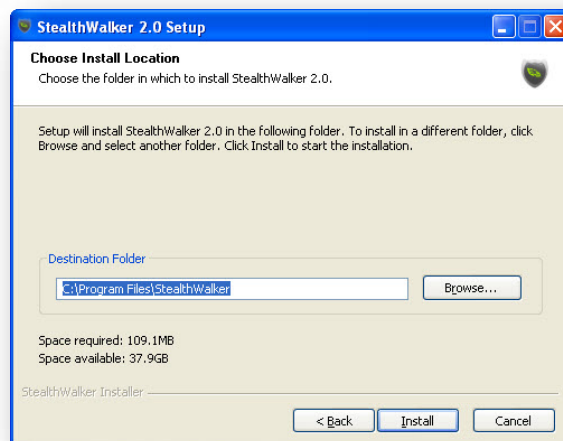 StealthWalker 2.0 Setup
Choose Install Location
Choose the folder in which to install StealthWalker 2.0.
Setup will install StealthWalker 2.0 in the following folder. To install in a different folder, click
Browse and select another folder. Click Install to start the installation.
Destination Folder
C:\Program Files\StealthWalker
Browse...
Space required: 109.1MB
Space available: 37.9GB
StealthWalker Installer
< Back
Install
Cancel